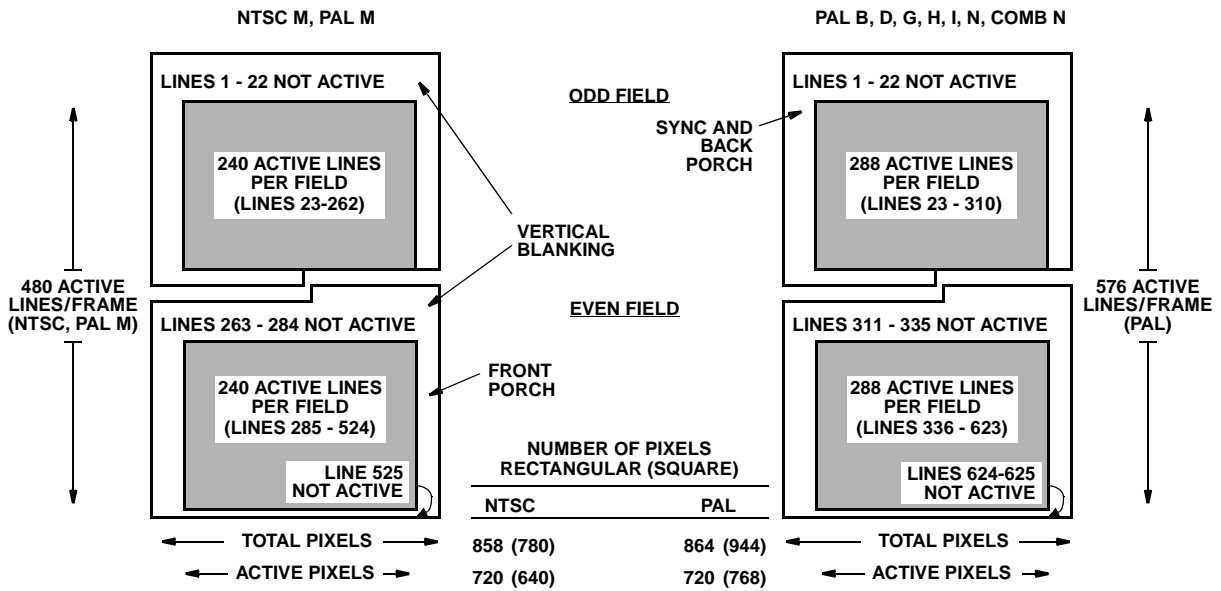 NTSC M, PAL M
PAL B, D, G, H, I, N, COMB N
LINES 1 - 22 NOT ACTIVE
240 ACTIVE LINES
PER FIELD
(LINES 23-262)
480 ACTIVE
LINES/FRAME
(NTSC, PAL M)
LINES 263 - 284 NOT ACTIVE
240 ACTIVE LINES
PER FIELD
(LINES 285 - 524)
LINE 525
NOT ACTIVE
TOTAL PIXELS
ACTIVE PIXELS
ODD FIELD
SYNC AND
BACK
PORCH
VERTICAL
BLANKING
EVEN FIELD
FRONT
PORCH
NUMBER OF PIXELS
RECTANGULAR (SQUARE)
NTSC PAL
858 (780) 864 (944)
720 (640) 720 (768)
LINES 1 - 22 NOT ACTIVE
288 ACTIVE LINES
PER FIELD
(LINES 23 - 310)
576 ACTIVE
LINES/FRAME
(PAL)
LINES 311 - 335 NOT ACTIVE
288 ACTIVE LINES
PER FIELD
(LINES 336 - 623)
LINES 624-625
NOT ACTIVE
TOTAL PIXELS
ACTIVE PIXELS